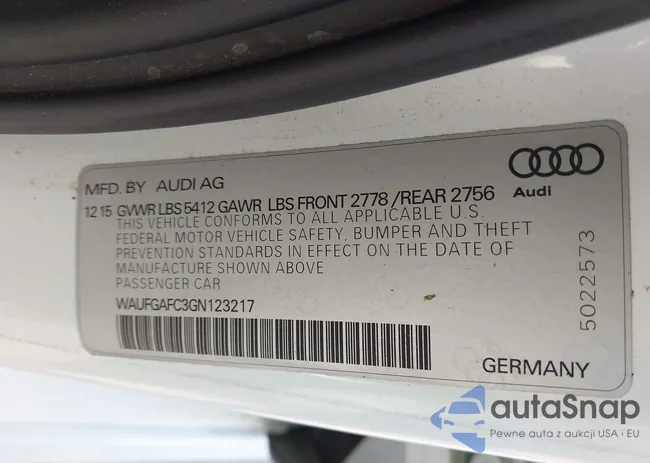 MFD. BY AUDI AG
Audi
12 15 GVWR LBS 5412 GAWR LBS FRONT 2778 /REAR 2756
THIS VEHICLE CONFORMS TO ALL APPLICABLE U.S.
FEDERAL MOTOR VEHICLE SAFETY, BUMPER AND THEFT
PREVENTION STANDARDS IN EFFECT ON THE DATE OF
MANUFACTURE SHOWN ABOVE
PASSENGER CAR
WAUFGAFC3GN123217
5022573
GERMANY
autoSnap
Pewne auta z aukcji USA i EU